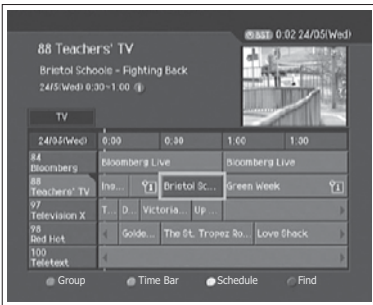 BST 0:02 24/05(Wed)
88 Teachers' TV
Bristol Schools - Fighting Back
24/5(Wed) 0:30~1:00
TV
24/05(Wed) 0:00 0:30 1:00 1:30
84 Bloomberg Bloomberg Live Bloomberg Live
88 Teachers' TV Ins... Bristol Sc... Green Week
97 Television X T... D... Victoria... Up ...
98 Red Hot Golde... The St. Tropez Ro... Love Shack
100 Teletext
Group Time Bar Schedule Find